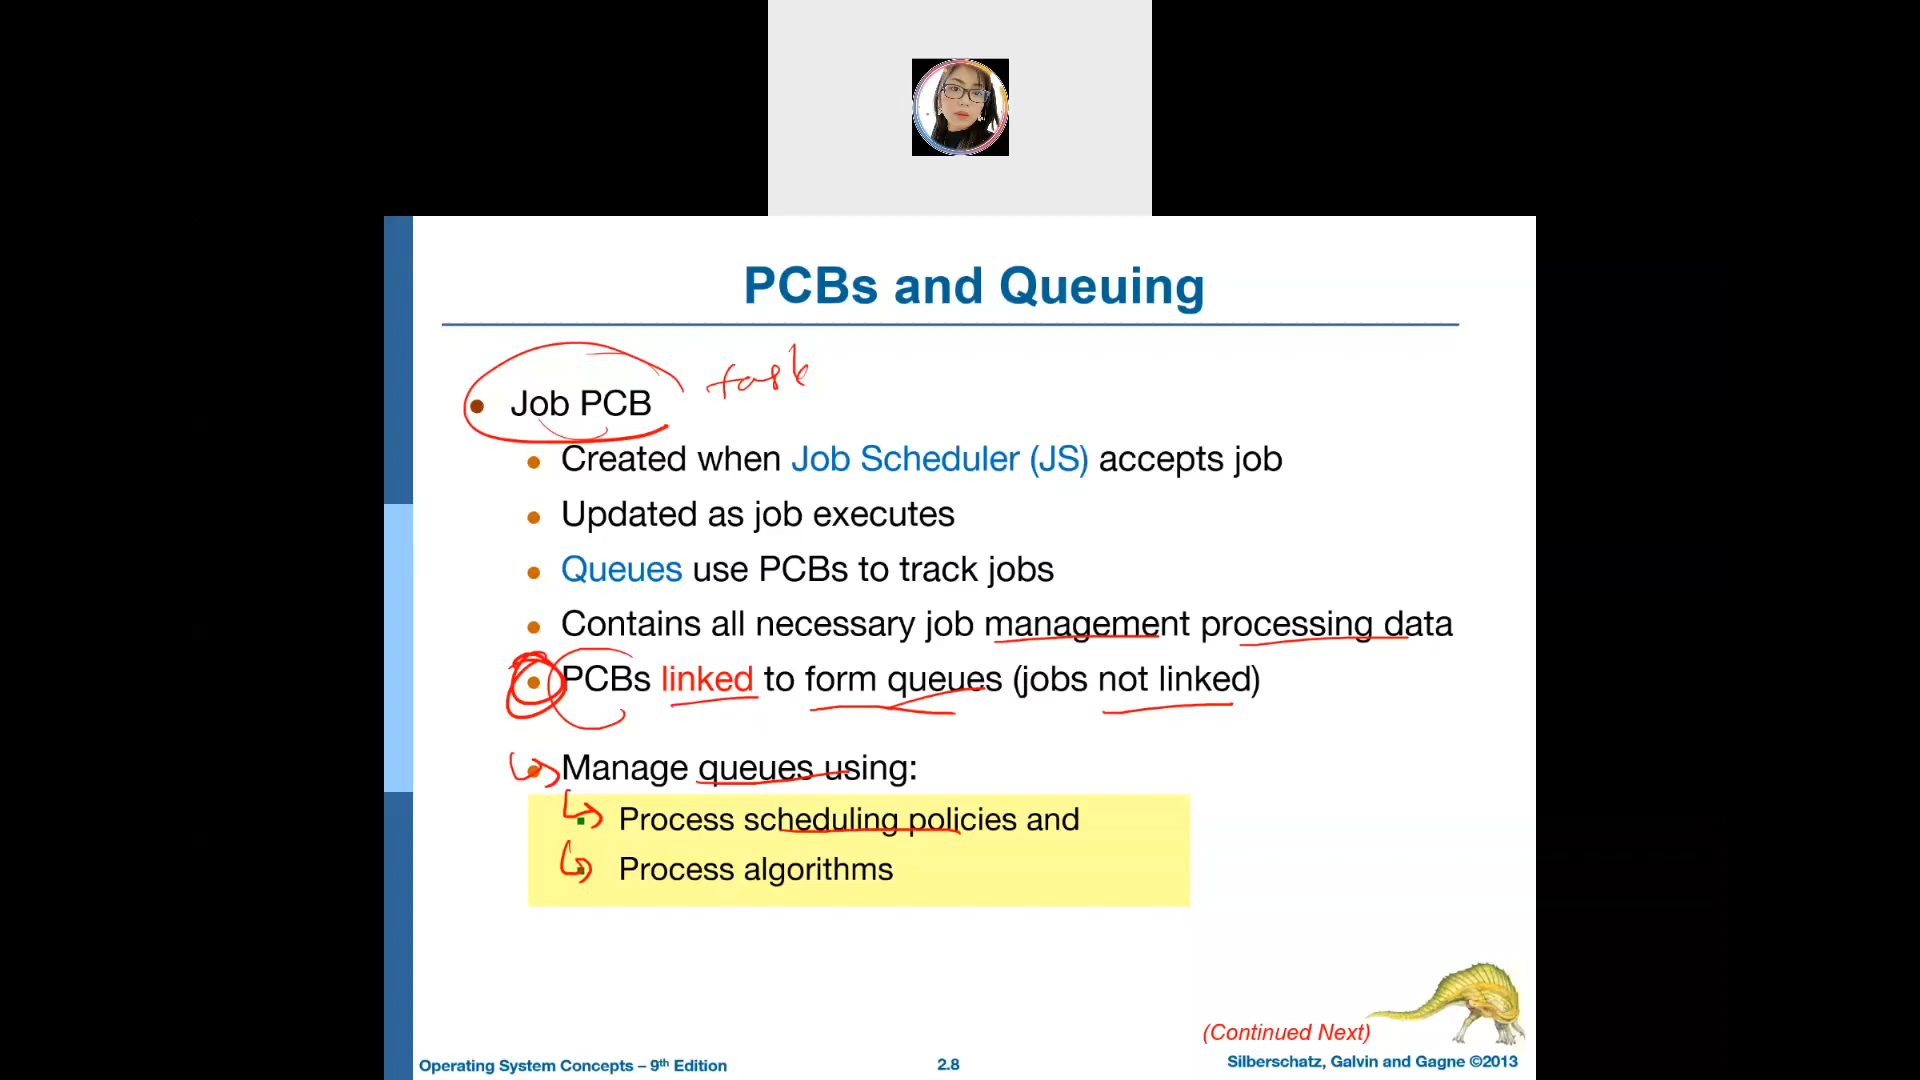 PCBs and Queuing
Job PCB task
Created when Job Scheduler (JS) accepts job
Updated as job executes
Queues use PCBs to track jobs
Contains all necessary job management processing data
PCBs linked to form queues (jobs not linked)
Manage queues using:
Process scheduling policies and
Process algorithms
(Continued Next)
Operating System Concepts – 9th Edition
2.8
Silberschatz, Galvin and Gagne ©2013